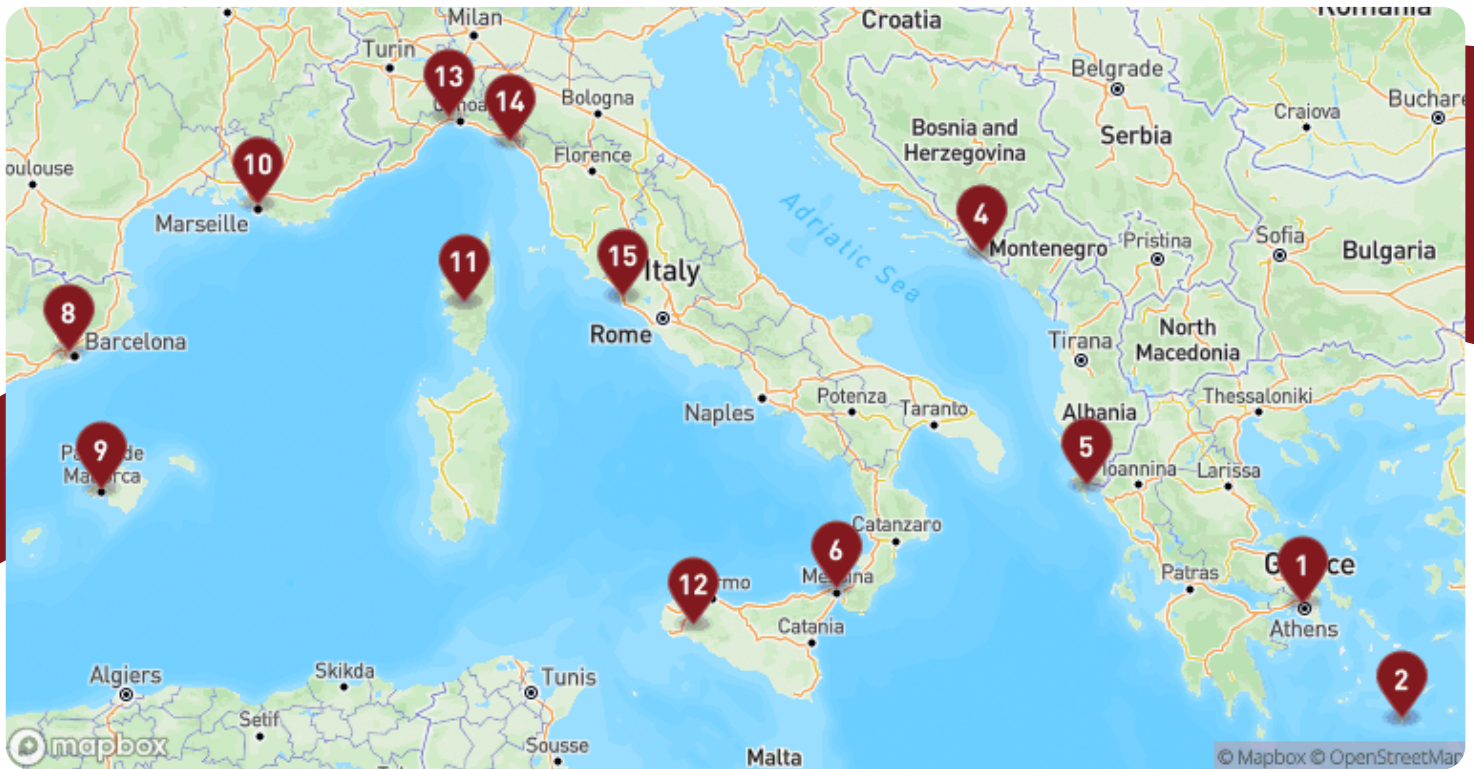 Milan
Croatia
Romania
Turin
Belgrade
13
Craiova
Buchare
14
Bologna
Bosnia and
Herzegovina
Serbia
Florence
oulouse
10
Marseille
Adriatic Sea
4
Montenegro
Pristina
Sofia
Bulgaria
11
15
Italy
8
Barcelona
Rome
Tirana
North
Macedonia
Naples
Potenza
Taranto
Albania
Thessaloniki
9
5
Ioannina
Larissa
Catanzaro
6
12
rmo
1
Patras
Catania
Athens
Algiers
Skikda
Tunis
2
Setif
mapbox
Sousse
Malta
© Mapbox © OpenStreetMap